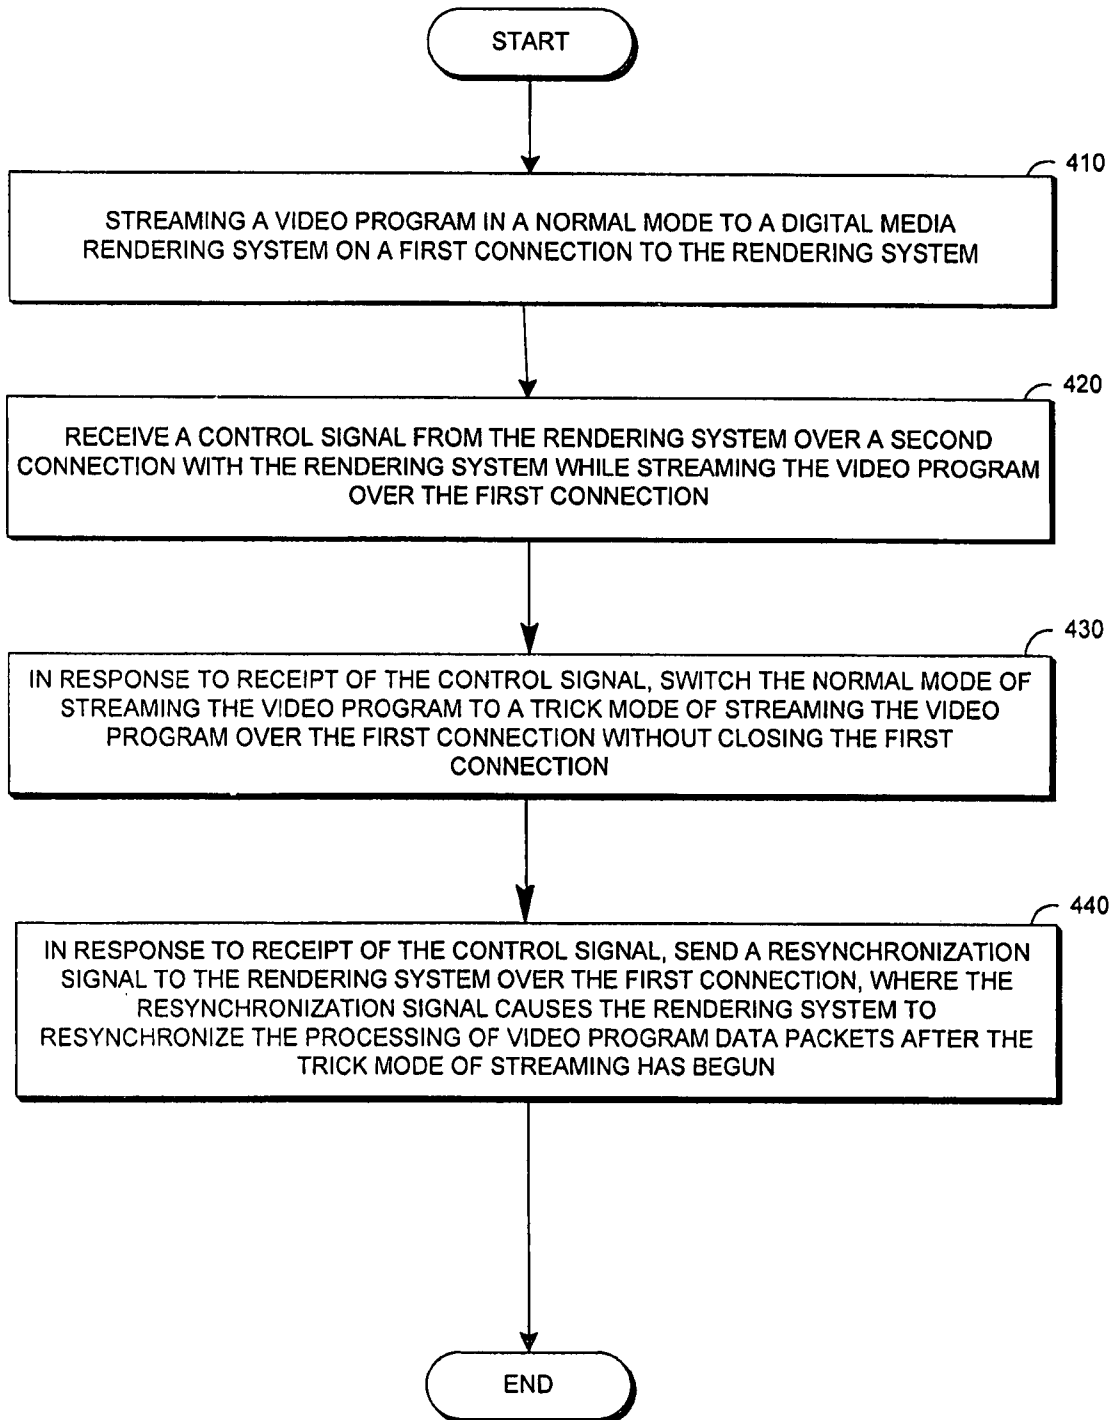 START
410
STREAMING A VIDEO PROGRAM IN A NORMAL MODE TO A DIGITAL MEDIA
RENDERING SYSTEM ON A FIRST CONNECTION TO THE RENDERING SYSTEM
420
RECEIVE A CONTROL SIGNAL FROM THE RENDERING SYSTEM OVER A SECOND
CONNECTION WITH THE RENDERING SYSTEM WHILE STREAMING THE VIDEO PROGRAM
OVER THE FIRST CONNECTION
430
IN RESPONSE TO RECEIPT OF THE CONTROL SIGNAL, SWITCH THE NORMAL MODE OF
STREAMING THE VIDEO PROGRAM TO A TRICK MODE OF STREAMING THE VIDEO
PROGRAM OVER THE FIRST CONNECTION WITHOUT CLOSING THE FIRST
CONNECTION
440
IN RESPONSE TO RECEIPT OF THE CONTROL SIGNAL, SEND A RESYNCHRONIZATION
SIGNAL TO THE RENDERING SYSTEM OVER THE FIRST CONNECTION, WHERE THE
RESYNCHRONIZATION SIGNAL CAUSES THE RENDERING SYSTEM TO
RESYNCHRONIZE THE PROCESSING OF VIDEO PROGRAM DATA PACKETS AFTER THE
TRICK MODE OF STREAMING HAS BEGUN
END